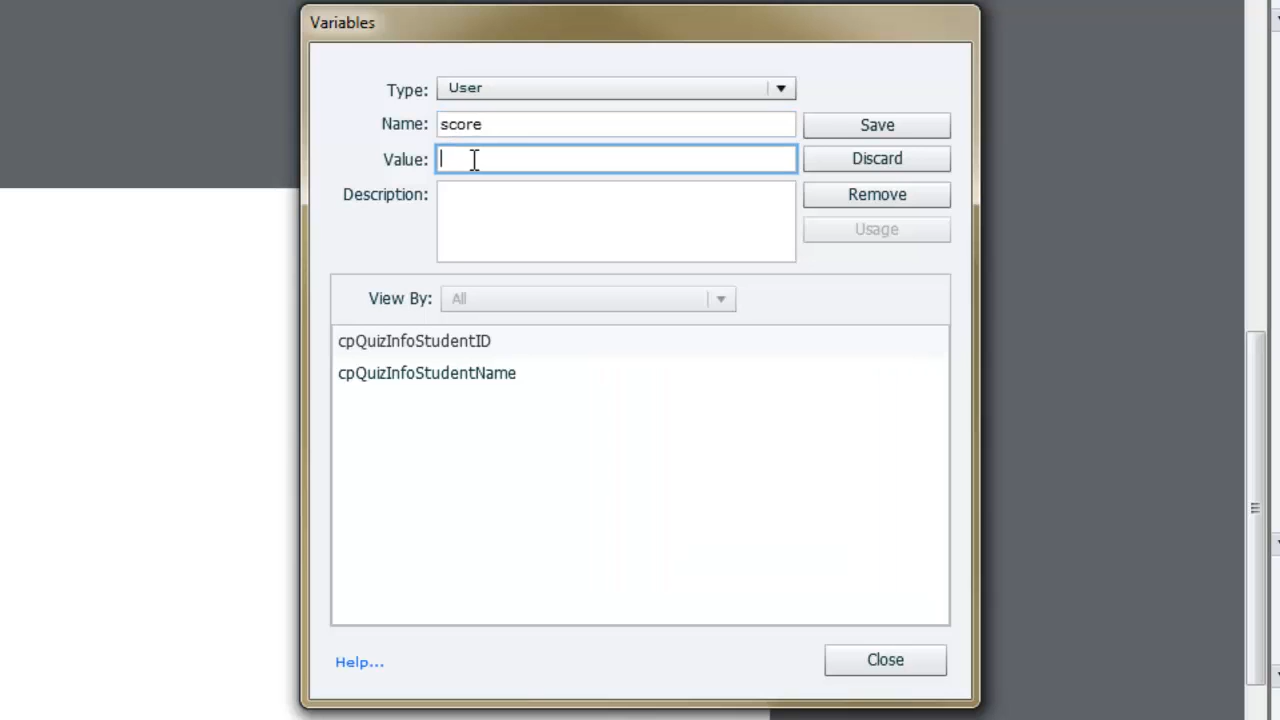 Variables
Type: User
Name: score Save
Value: Discard
Description: Remove
Usage
View By: All
cpQuizInfoStudentID
cpQuizInfoStudentName
Help... Close